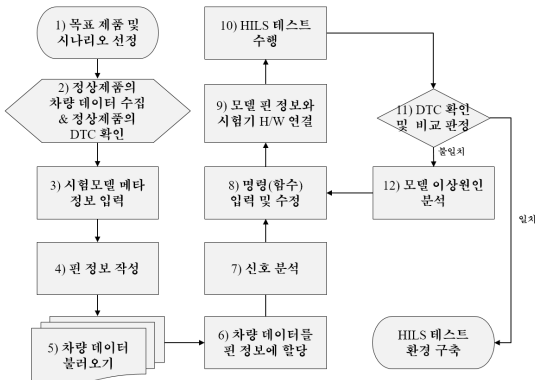 1) 목표 제품 및
시나리오 선정
2) 정상제품의
차량 데이터 수집
& 정상제품의
DTC 확인
3) 시험모델 메타
정보 입력
4) 핀 정보 작성
5) 차량 데이터
불러오기
6) 차량 데이터를
핀 정보에 할당
7) 신호 분석
8) 명령(함수)
입력 및 수정
9) 모델 핀 정보와
시험기 H/W 연결
10) HILS 테스트
수행
11) DTC 확인
및 비교 판정
불일치
12) 모델 이상원인
분석
일치
HILS 테스트
환경 구축